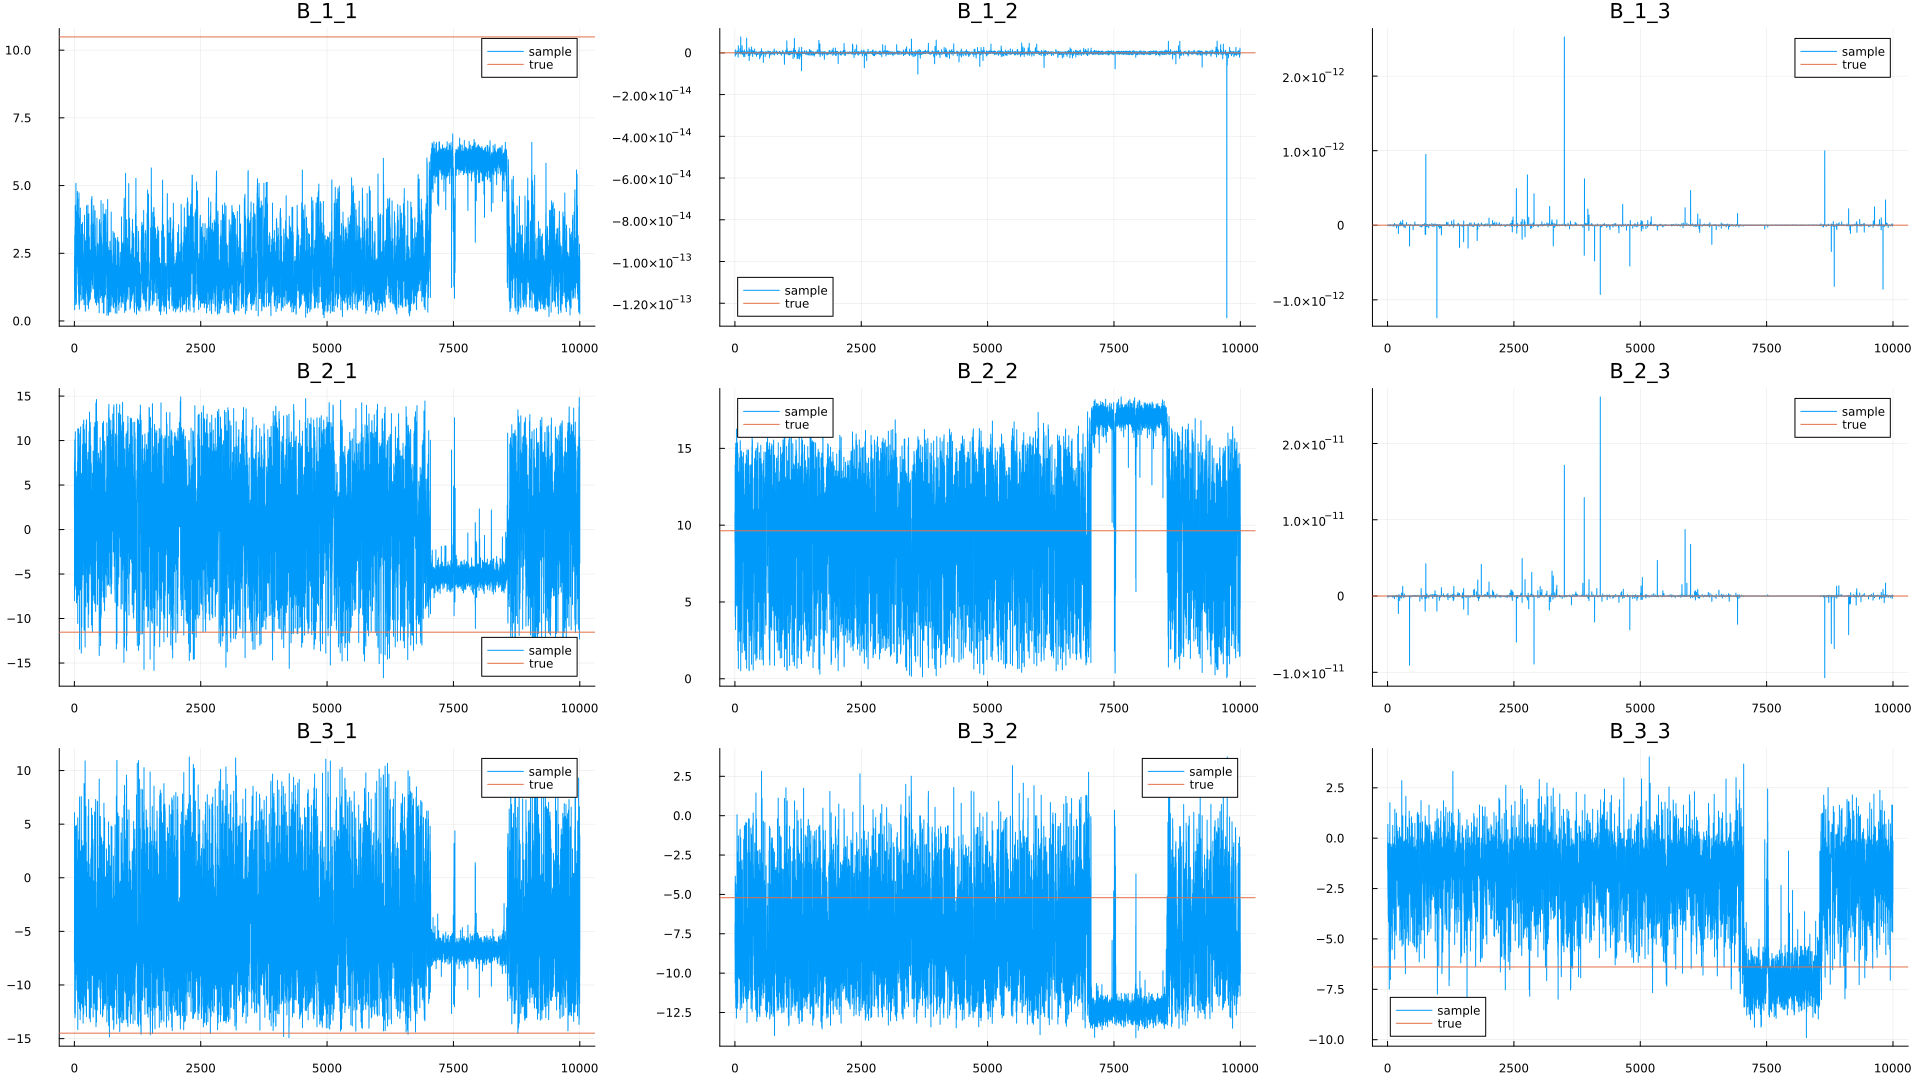 B_1_1
10.0
7.5
5.0
2.5
0.0
0 2500 5000 7500 10000
sample
true
B_1_2
0
−2.00×10⁻¹⁴
−4.00×10⁻¹⁴
−6.00×10⁻¹⁴
−8.00×10⁻¹⁴
−1.00×10⁻¹³
−1.20×10⁻¹³
0 2500 5000 7500 10000
sample
true
B_1_3
2.0×10⁻¹²
1.0×10⁻¹²
0
−1.0×10⁻¹²
0 2500 5000 7500 10000
sample
true
B_2_1
15
10
5
0
−5
−10
−15
0 2500 5000 7500 10000
sample
true
B_2_2
15
10
5
0
0 2500 5000 7500 10000
sample
true
B_2_3
2.0×10⁻¹¹
1.0×10⁻¹¹
0
−1.0×10⁻¹¹
0 2500 5000 7500 10000
sample
true
B_3_1
10
5
0
−5
−10
−15
0 2500 5000 7500 10000
sample
true
B_3_2
2.5
0.0
−2.5
−5.0
−7.5
−10.0
−12.5
0 2500 5000 7500 10000
sample
true
B_3_3
2.5
0.0
−2.5
−5.0
−7.5
−10.0
0 2500 5000 7500 10000
sample
true